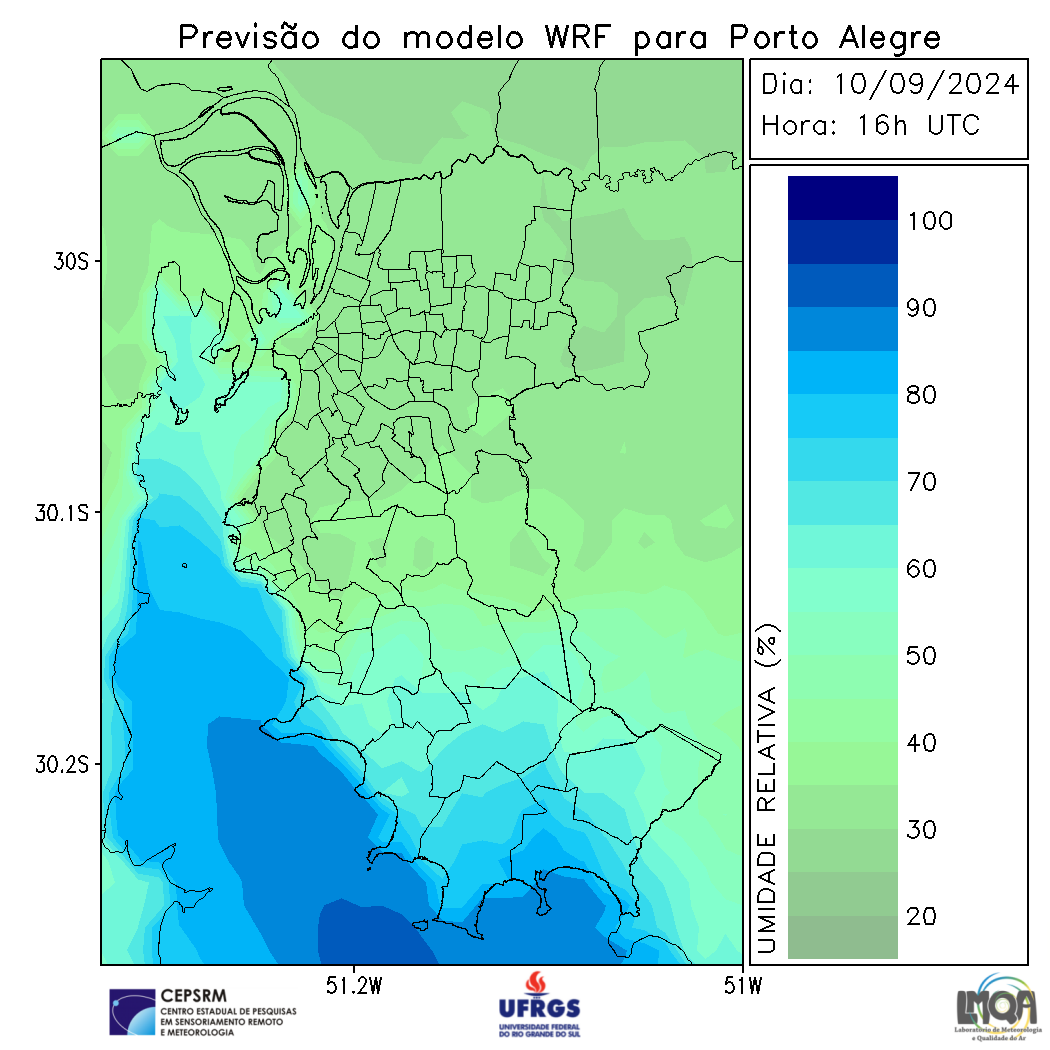 Previsão do modelo WRF para Porto Alegre
Dia: 10/09/2024
Hora: 16h UTC
30S
30.1S
30.2S
51.2W
51W
UMIDADE RELATIVA (%)
100
90
80
70
60
50
40
30
20
CEPSRM
CENTRO ESTADUAL DE PESQUISAS
EM SENSORIAMENTO REMOTO
E METEOROLOGIA
UFRGS
UNIVERSIDADE FEDERAL
DO RIO GRANDE DO SUL
LMQA
Laboratório de Meteorologia
e Qualidade do Ar